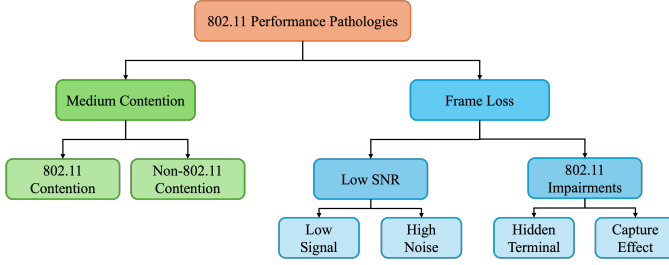 802.11 Performance Pathologies
Medium Contention
Frame Loss
802.11
Contention
Non-802.11
Contention
Low SNR
802.11
Impairments
Low
Signal
High
Noise
Hidden
Terminal
Capture
Effect